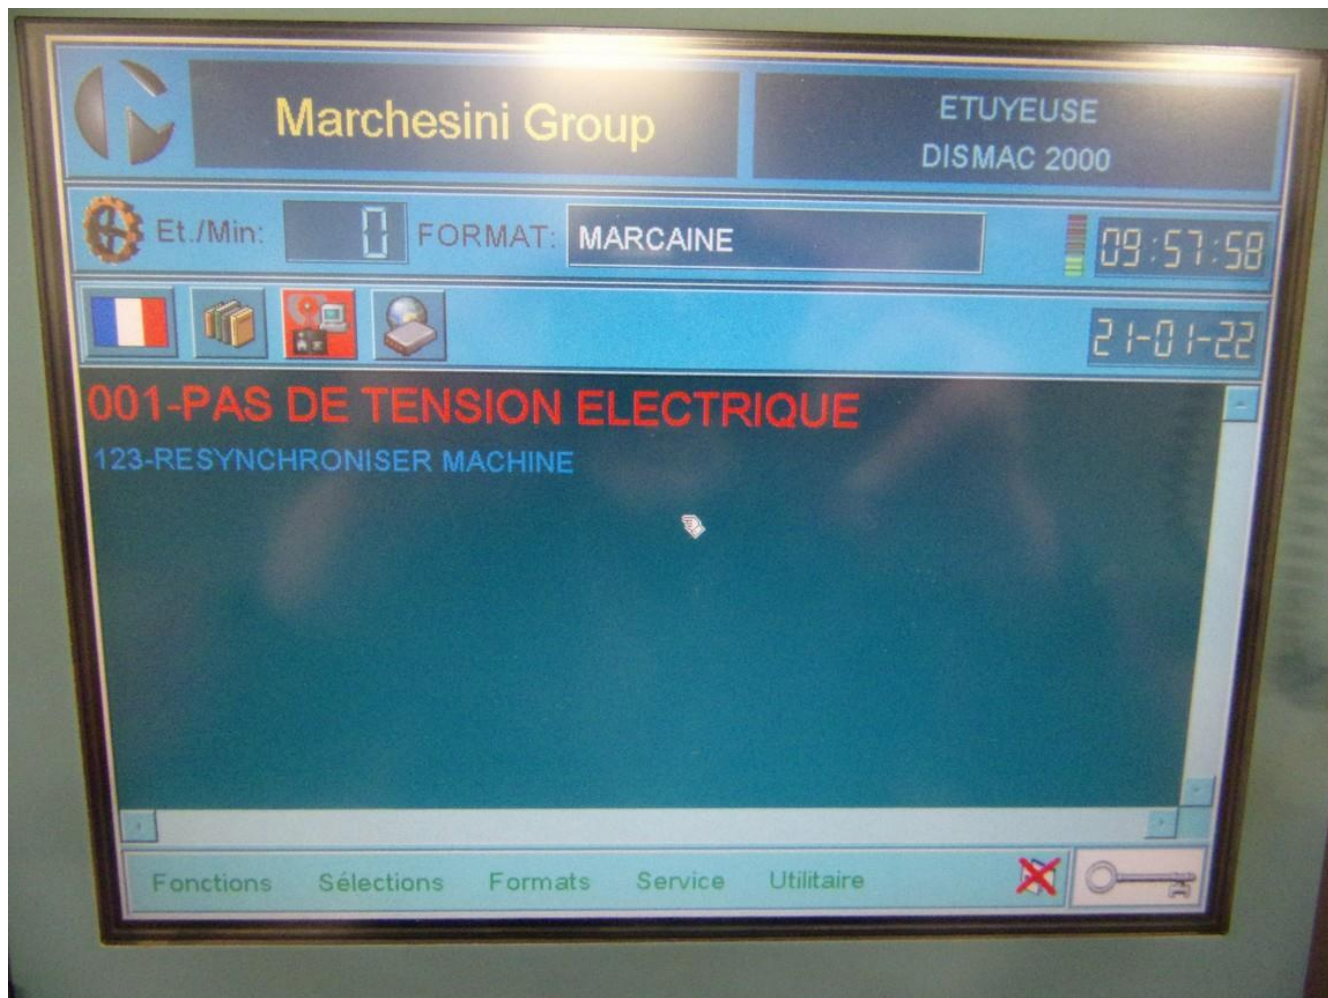 Marchesini Group
ETUYEUSE
DISMAC 2000
Et./Min: 0 FORMAT: MARCAINE 09:57:58
21-01-22
001-PAS DE TENSION ELECTRIQUE
123-RESYNCHRONISER MACHINE
Fonctions Sélections Formats Service Utilitaire